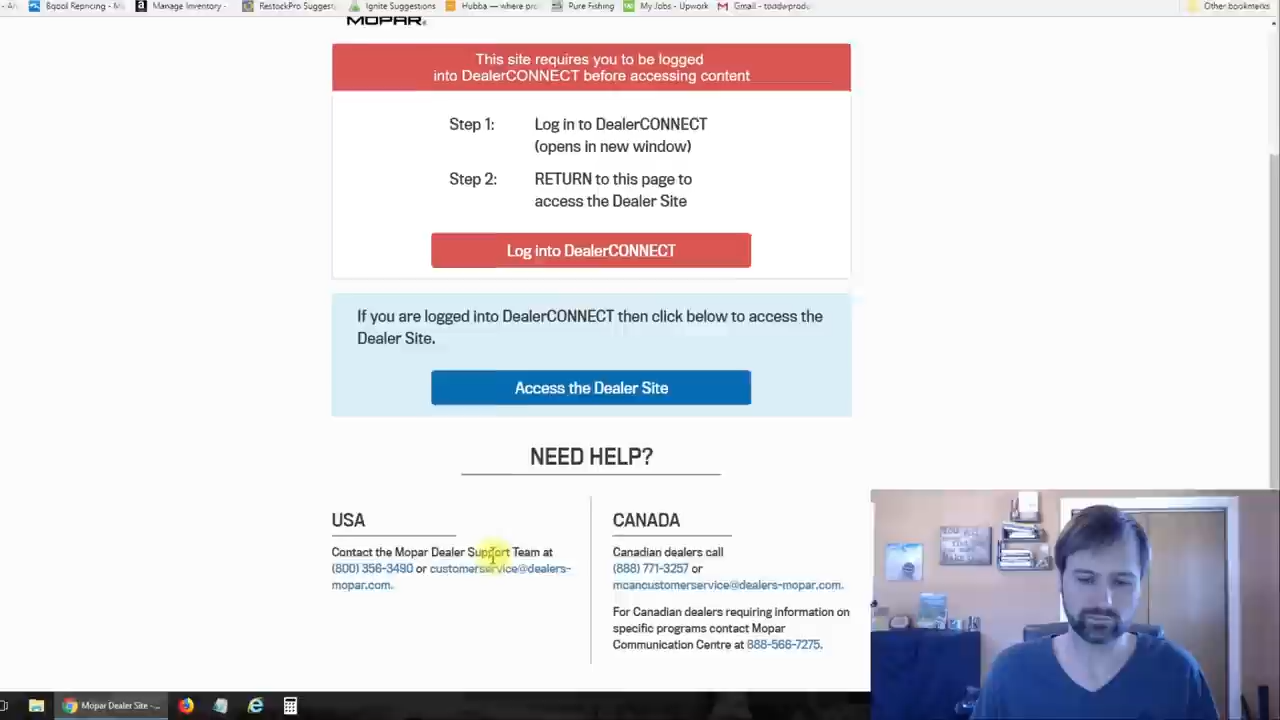 Bqool Repricing - M
Manage Inventory -
RestockPro Suggest
Ignite Suggestions
Hubba — where pro
Pure Fishing
My Jobs - Upwork
Gmail - toadwprodu
Other bookmarks
MOPAR
This site requires you to be logged
into DealerCONNECT before accessing content
Step 1: Log in to DealerCONNECT
(opens in new window)
Step 2: RETURN to this page to
access the Dealer Site
Log into DealerCONNECT
If you are logged into DealerCONNECT then click below to access the
Dealer Site.
Access the Dealer Site
NEED HELP?
USA
Contact the Mopar Dealer Support Team at
(800) 356-3490 or customerservice@dealers-
mopar.com.
CANADA
Canadian dealers call
(888) 771-3257 or
mcancustomerservice@dealers-mopar.com.
For Canadian dealers requiring information on
specific programs contact Mopar
Communication Centre at 888-566-7275.
Mopar Dealer Site -...